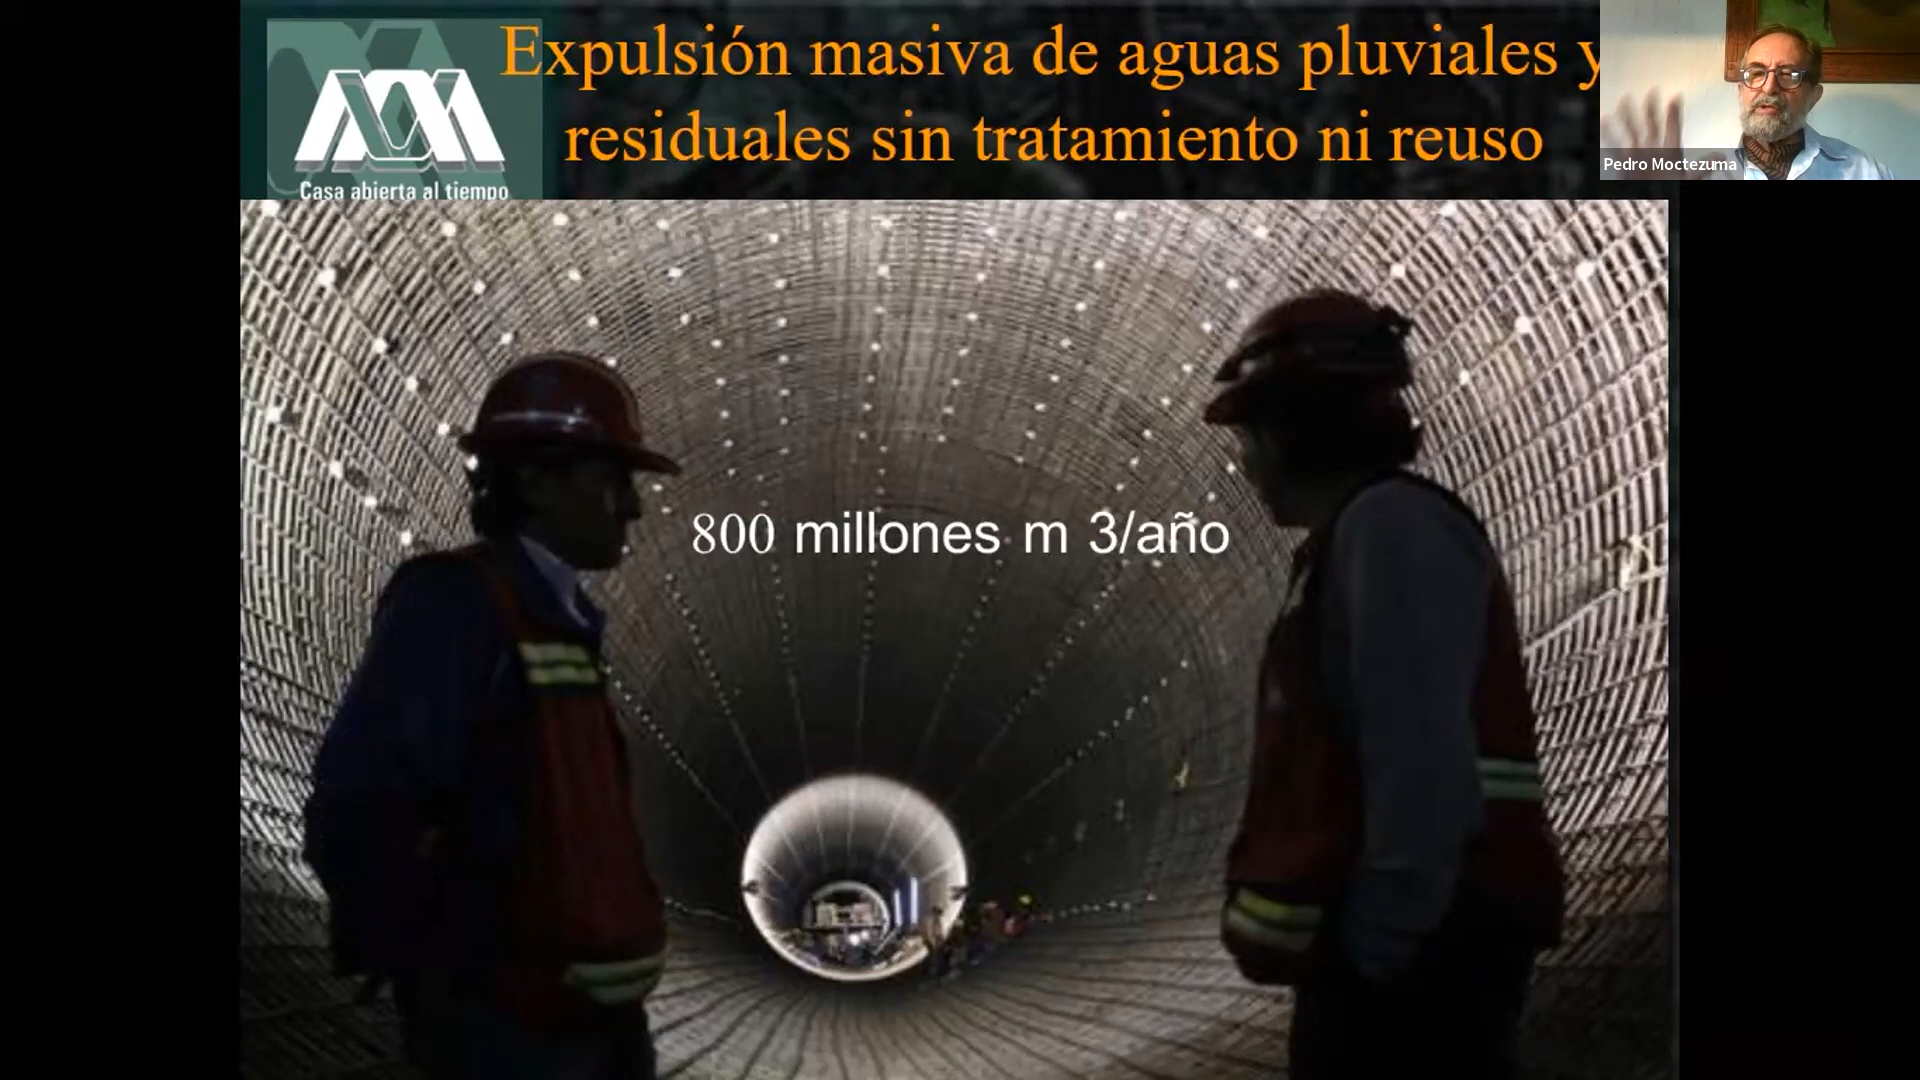 Expulsión masiva de aguas pluviales y
residuales sin tratamiento ni reuso
Casa abierta al tiempo
Pedro Moctezuma
800 millones m 3/año